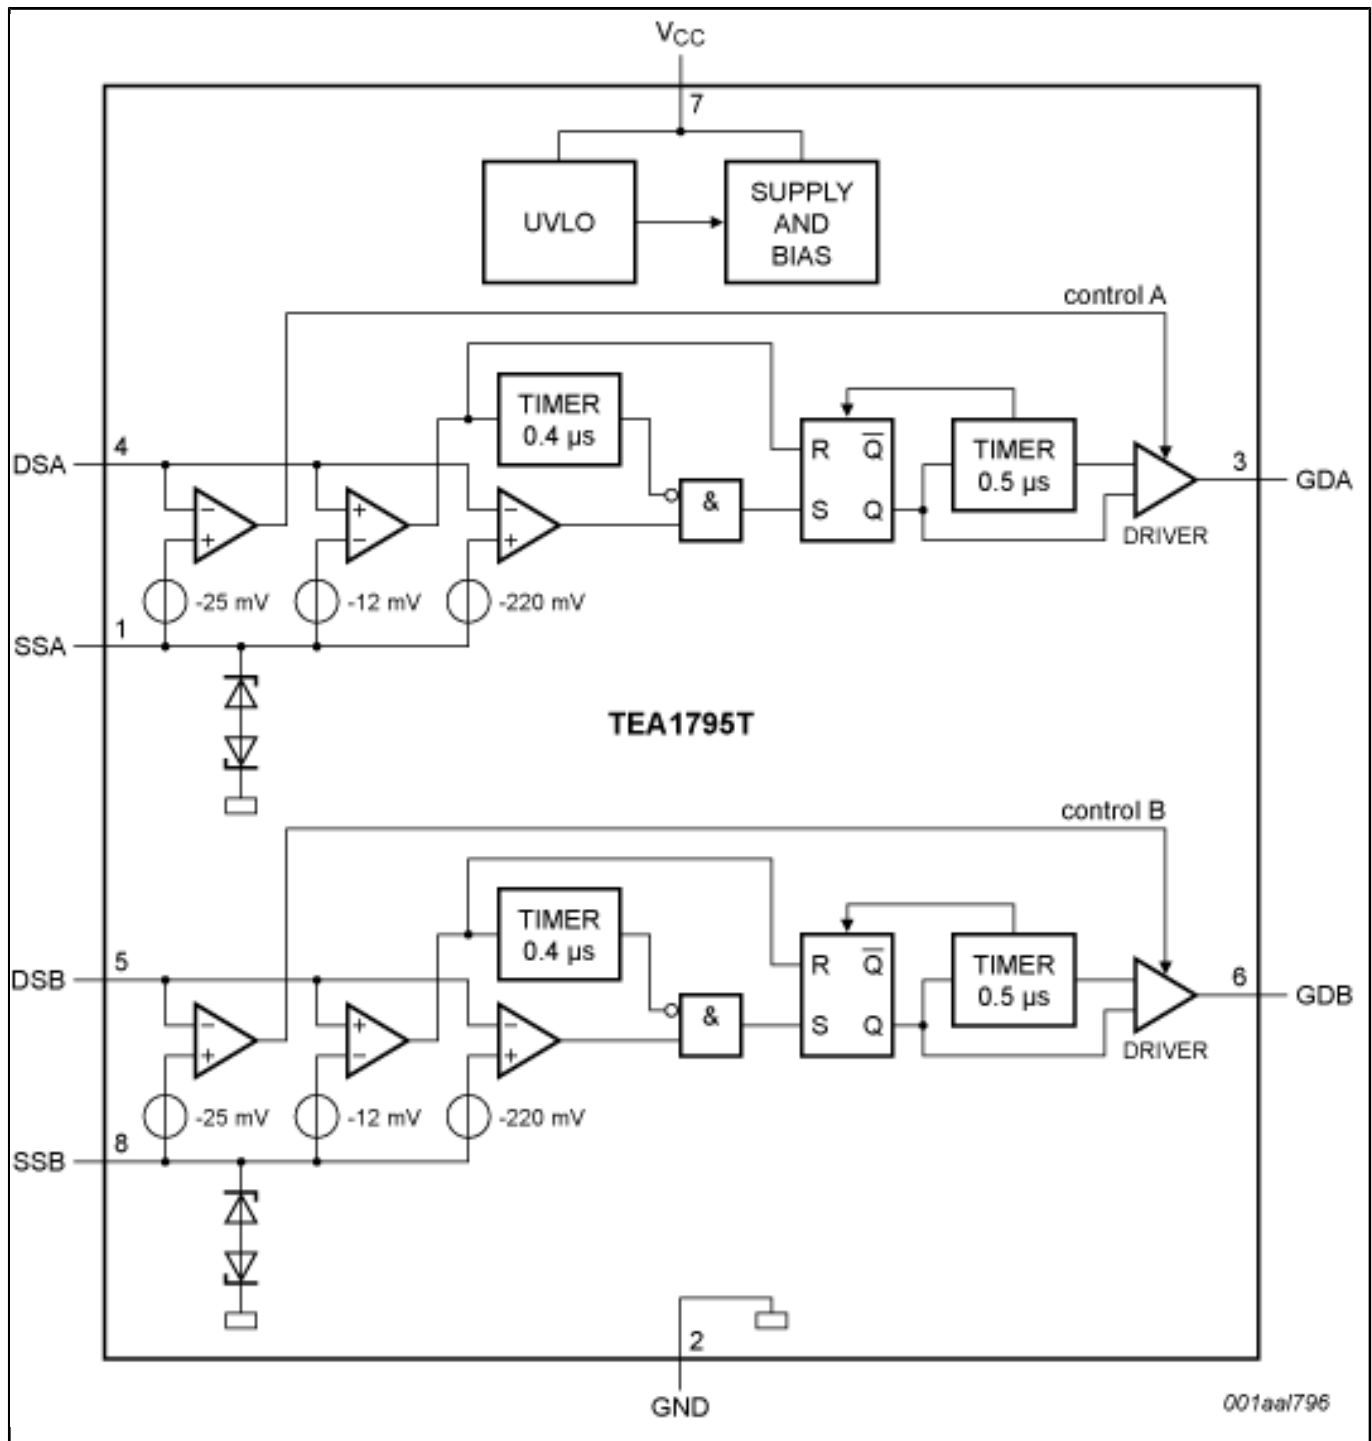 VCC
7
UVLO
SUPPLY
AND
BIAS
control A
TIMER
0.4 µs
4
DSA
R Q
S Q
TIMER
0.5 µs
3
GDA
&
DRIVER
- + + - - +
-25 mV
-12 mV
-220 mV
1
SSA
TEA1795T
control B
TIMER
0.4 µs
5
DSB
R Q
S Q
TIMER
0.5 µs
6
GDB
&
DRIVER
- + + - - +
-25 mV
-12 mV
-220 mV
8
SSB
2
GND
001aal796